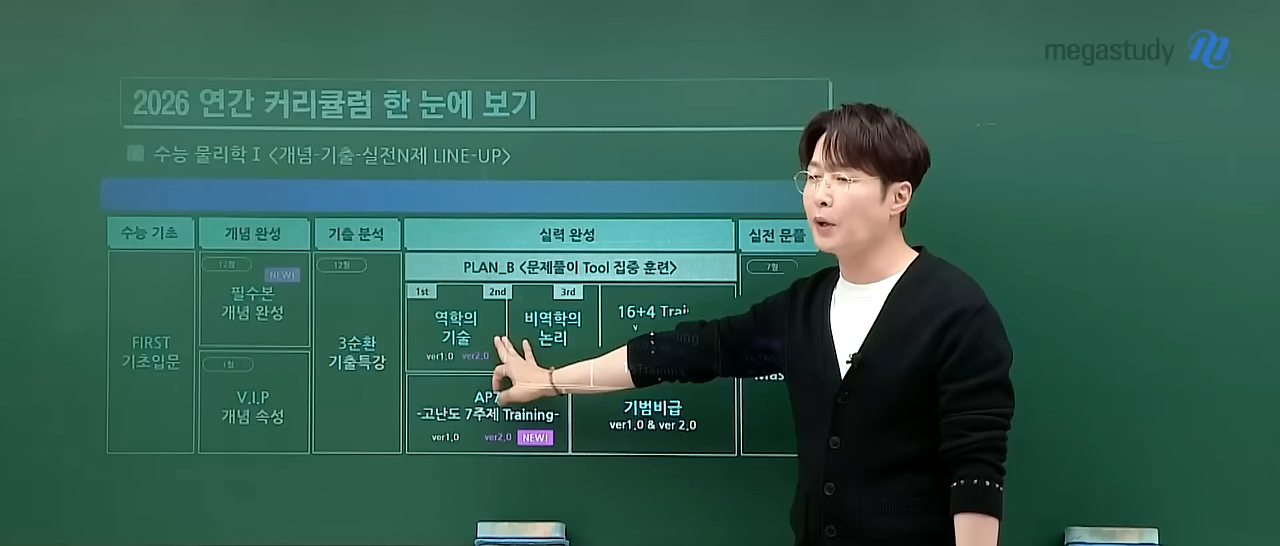 megastudy
2026 연간 커리큘럼 한 눈에 보기
수능 물리학 I <개념-기출-실전N제 LINE-UP>
수능 기초
개념 완성
기출 분석
실력 완성
실전 문풀
12월
NEW!
12월
PLAN_B <문제풀이 Tool 집중 훈련>
7월
1st
2nd
3rd
필수본
개념 완성
역학의
기술
ver1.0 ver2.0
비역학의
논리
16+4
FIRST
기초입문
3순환
기출특강
1월
V.I.P
개념 속성
AP7
-고난도 7주제 Training-
ver1.0 ver2.0 NEW!
기범비급
ver1.0 & ver 2.0